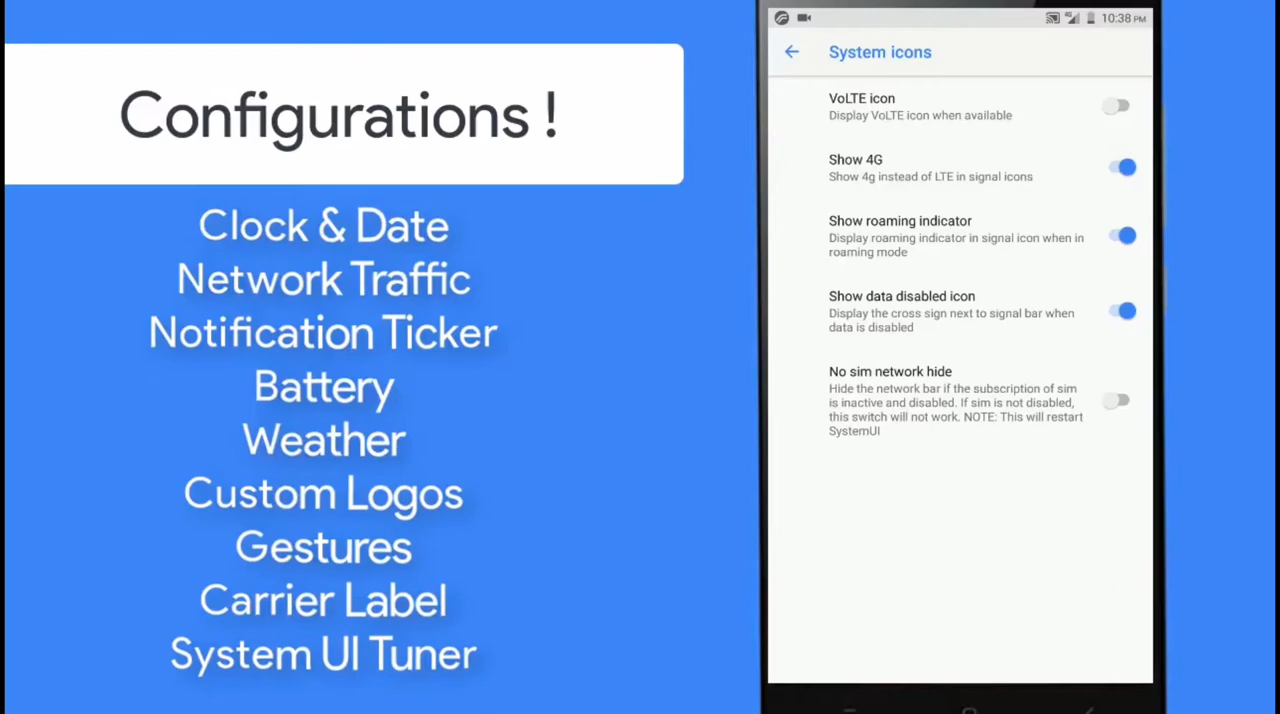 Configurations !
Clock & Date
Network Traffic
Notification Ticker
Battery
Weather
Custom Logos
Gestures
Carrier Label
System UI Tuner
4G
10:38 PM
System icons
VoLTE icon
Display VoLTE icon when available
Show 4G
Show 4g instead of LTE in signal icons
Show roaming indicator
Display roaming indicator in signal icon when in
roaming mode
Show data disabled icon
Display the cross sign next to signal bar when
data is disabled
No sim network hide
Hide the network bar if the subscription of sim
is inactive and disabled. If sim is not disabled,
this switch will not work. NOTE: This will restart
SystemUI